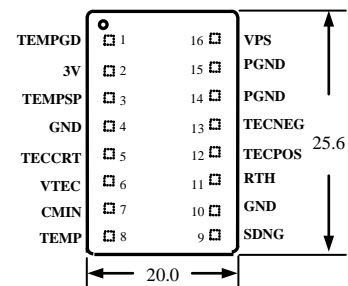 TEMPGD 1 16 VPS
3V 2 15 PGND
TEMPSP 3 14 PGND
GND 4 13 TECNEG
TECCRT 5 12 TECPOS 25.6
VTEC 6 11 RTH
CMIN 7 10 GND
TEMP 8 9 SDNG
20.0